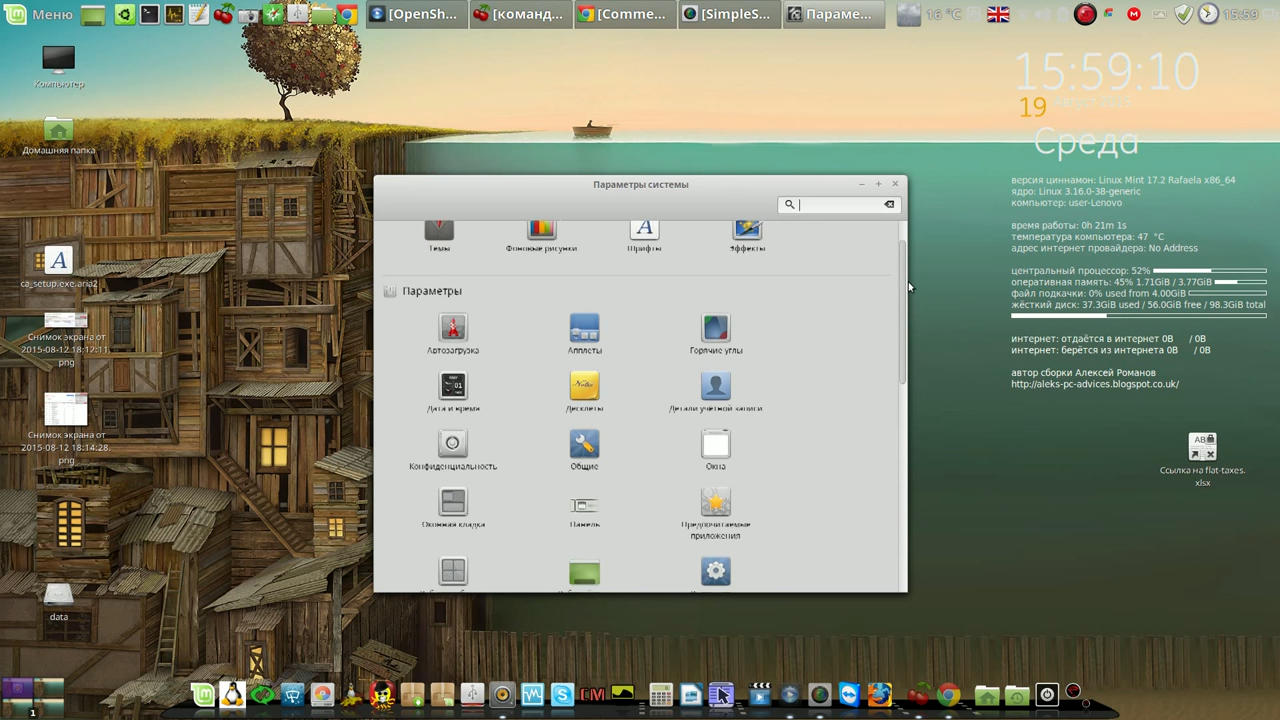 Меню
[OpenSh...
[команд...
[Comme...
[SimpleS...
Параме...
16 °C
15:59
Компьютер
Домашняя папка
ca_setup.exe.aria2
Снимок экрана от
2015-08-12 18:12:11.
png
Снимок экрана от
2015-08-12 18:14:28.
png
data
1
Параметры системы
Темы
Фоновые рисунки
Шрифты
Эффекты
Параметры
Автозагрузка
Апплеты
Горячие углы
Дата и время
Десклеты
Детали учётной записи
Конфиденциальность
Общие
Окна
Оконная кладка
Панель
Предпочитаемые
приложения
15:59:10
19
Август 2015
Среда
версия циннамон: Linux Mint 17.2 Rafaela x86_64
ядро: Linux 3.16.0-38-generic
компьютер: user-Lenovo
время работы: 0h 21m 1s
температура компьютера: 47 °C
адрес интернет провайдера: No Address
центральный процессор: 52%
оперативная память: 45% 1.71GiB / 3.77GiB
файл подкачки: 0% used from 4.00GiB
жёсткий диск: 37.3GiB used / 56.0GiB free / 98.3GiB total
интернет: отдаётся в интернет 0B / 0B
интернет: берётся из интернета 0B / 0B
автор сборки Алексей Романов
http://aleks-pc-advices.blogspot.co.uk/
Ссылка на flat-taxes.
xlsx